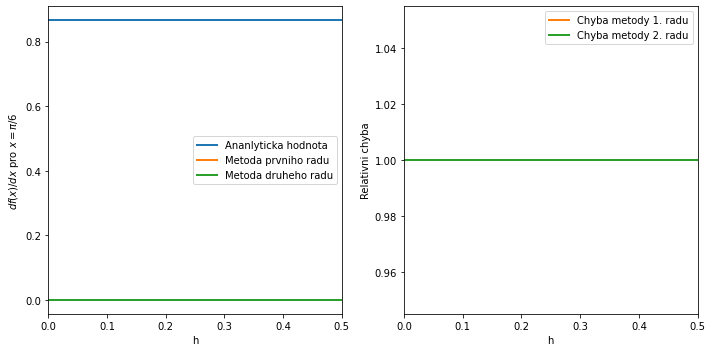 0.8
0.6
0.4
0.2
0.0
df(x)/dx pro x = π/6
Ananlyticka hodnota
Metoda prvniho radu
Metoda druheho radu
0.0 0.1 0.2 0.3 0.4 0.5
h
1.04
1.02
1.00
0.98
0.96
Relativni chyba
Chyba metody 1. radu
Chyba metody 2. radu
0.0 0.1 0.2 0.3 0.4 0.5
h